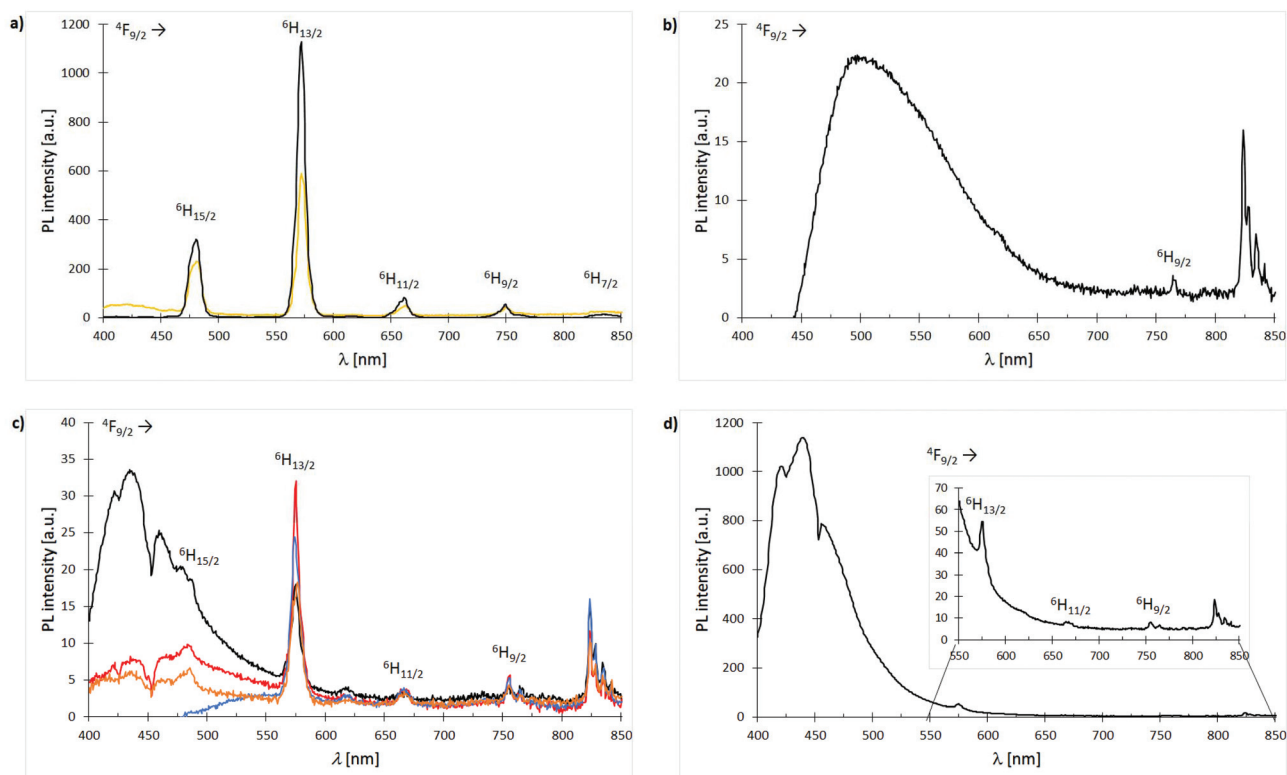 a)
⁴F₉/₂ →
⁶H₁₃/₂
⁶H₁₅/₂
⁶H₁₁/₂
⁶H₉/₂
⁶H₇/₂
PL intensity [a.u.]
1200
1000
800
600
400
200
0
400 450 500 550 600 650 700 750 800 850
λ [nm]
b)
⁴F₉/₂ →
⁶H₉/₂
PL intensity [a.u.]
25
20
15
10
5
0
400 450 500 550 600 650 700 750 800 850
λ [nm]
c)
⁴F₉/₂ →
⁶H₁₃/₂
⁶H₁₅/₂
⁶H₁₁/₂
⁶H₉/₂
PL intensity [a.u.]
40
35
30
25
20
15
10
5
0
400 450 500 550 600 650 700 750 800 850
λ [nm]
d)
⁴F₉/₂ →
PL intensity [a.u.]
1200
1000
800
600
400
200
0
400 450 500 550 600 650 700 750 800 850
λ [nm]
⁶H₁₃/₂
⁶H₁₁/₂
⁶H₉/₂
70
60
50
40
30
20
10
0
550 600 650 700 750 800 850